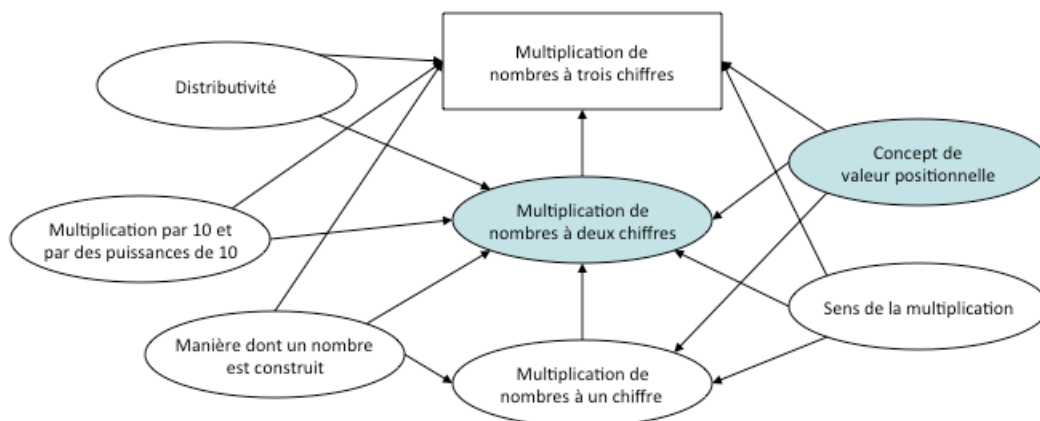 Multiplication de
nombres à trois chiffres
Distributivité
Concept de
valeur positionnelle
Multiplication de
nombres à deux chiffres
Multiplication par 10 et
par des puissances de 10
Sens de la multiplication
Manière dont un nombre
est construit
Multiplication de
nombres à un chiffre